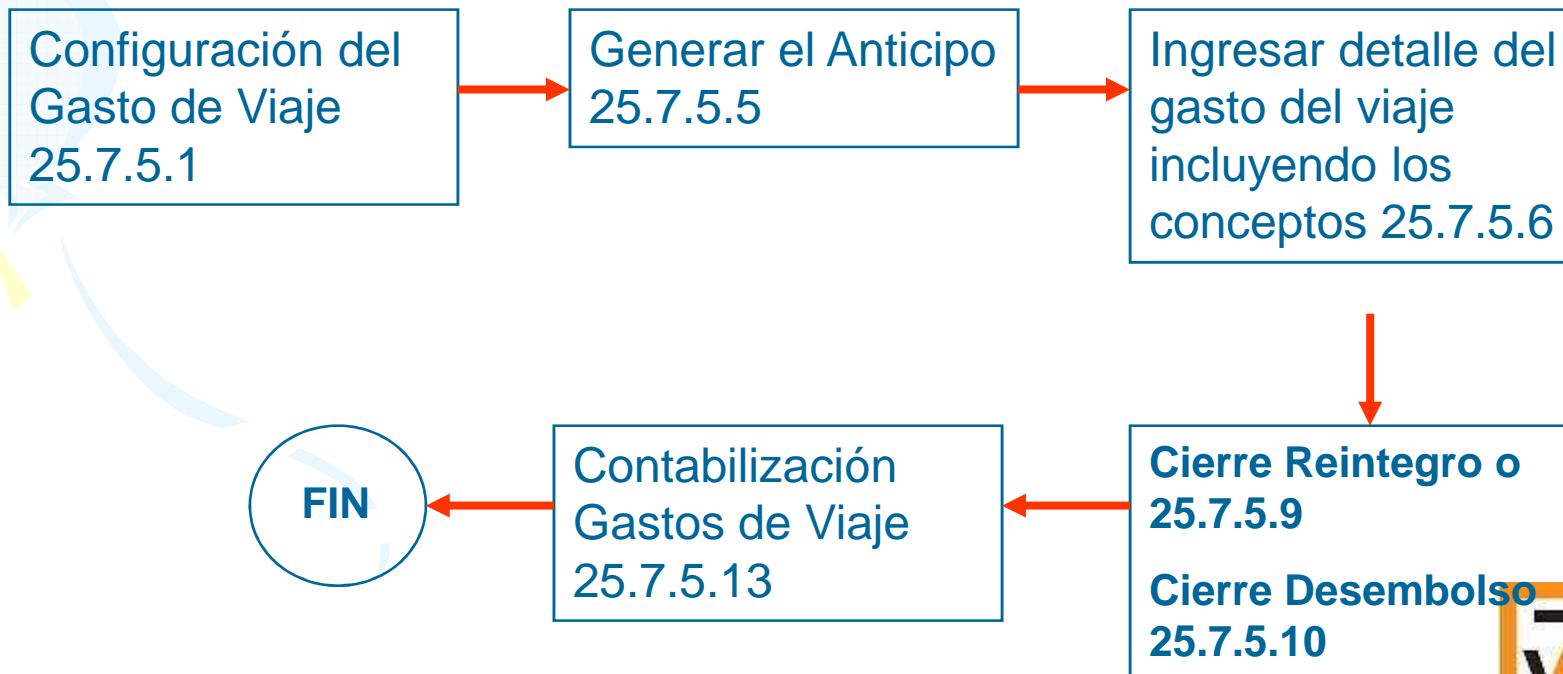 Configuración del
Gasto de Viaje
25.7.5.1
Generar el Anticipo
25.7.5.5
Ingresar detalle del
gasto del viaje
incluyendo los
conceptos 25.7.5.6
Cierre Reintegro o
25.7.5.9
Cierre Desembolso
25.7.5.10
Contabilización
Gastos de Viaje
25.7.5.13
FIN